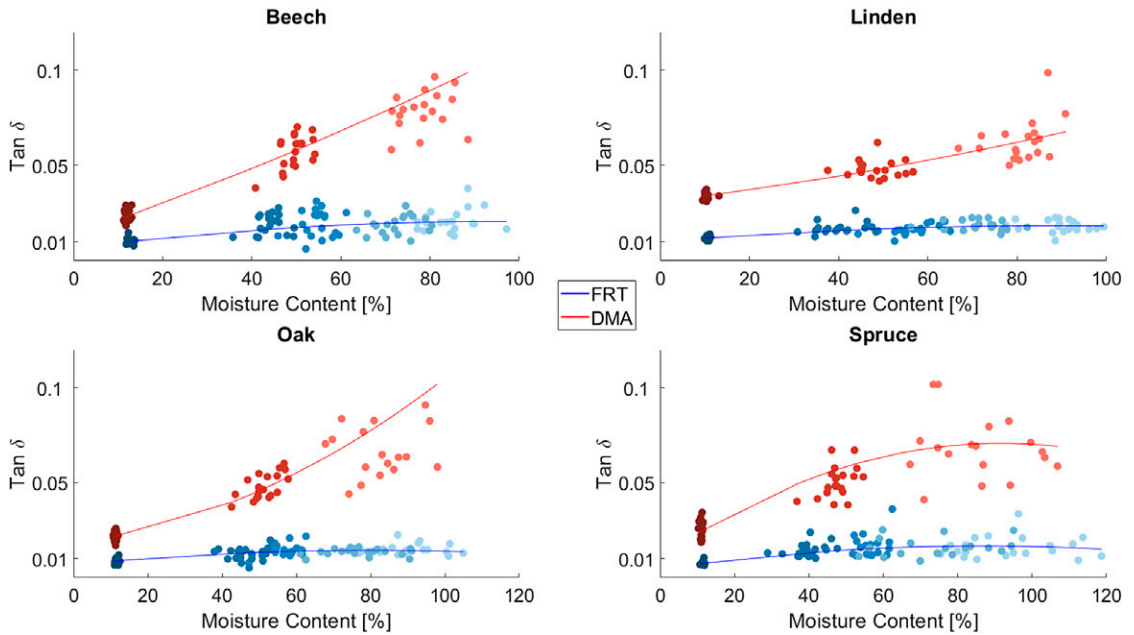 Beech
Tan δ
0.1
0.05
0.01
0 20 40 60 80 100
Moisture Content [%]
Linden
Tan δ
0.1
0.05
0.01
0 20 40 60 80 100
Moisture Content [%]
FRT
DMA
Oak
Tan δ
0.1
0.05
0.01
0 20 40 60 80 100 120
Moisture Content [%]
Spruce
Tan δ
0.1
0.05
0.01
0 20 40 60 80 100 120
Moisture Content [%]